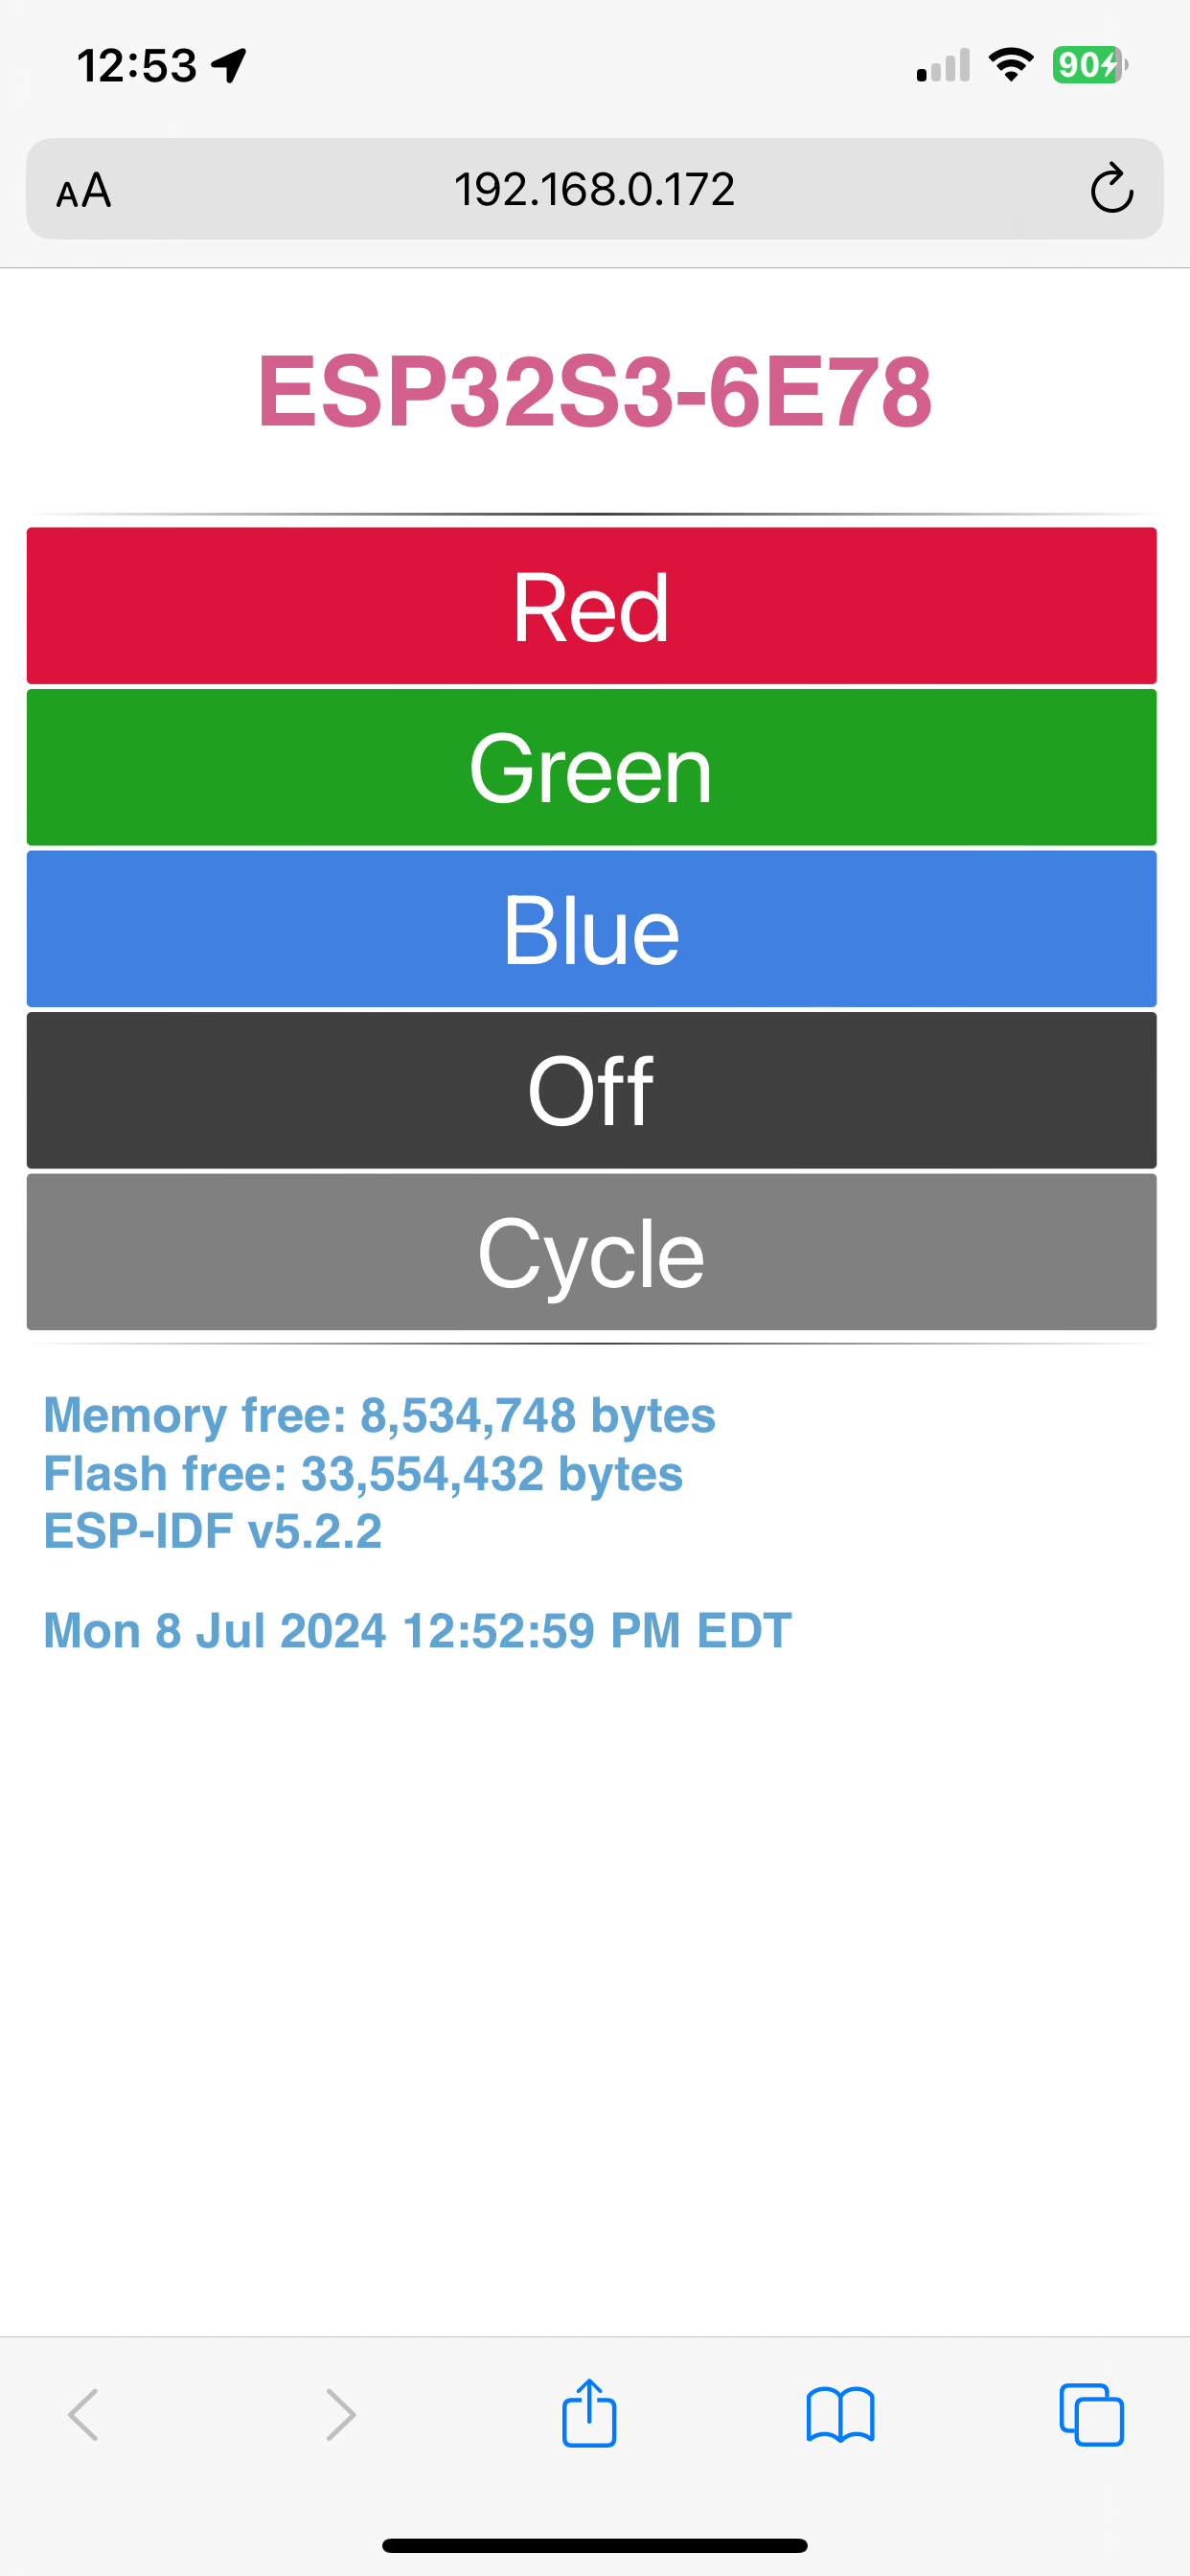 12:53
90
AA
192.168.0.172
ESP32S3-6E78
Red
Green
Blue
Off
Cycle
Memory free: 8,534,748 bytes
Flash free: 33,554,432 bytes
ESP-IDF v5.2.2
Mon 8 Jul 2024 12:52:59 PM EDT